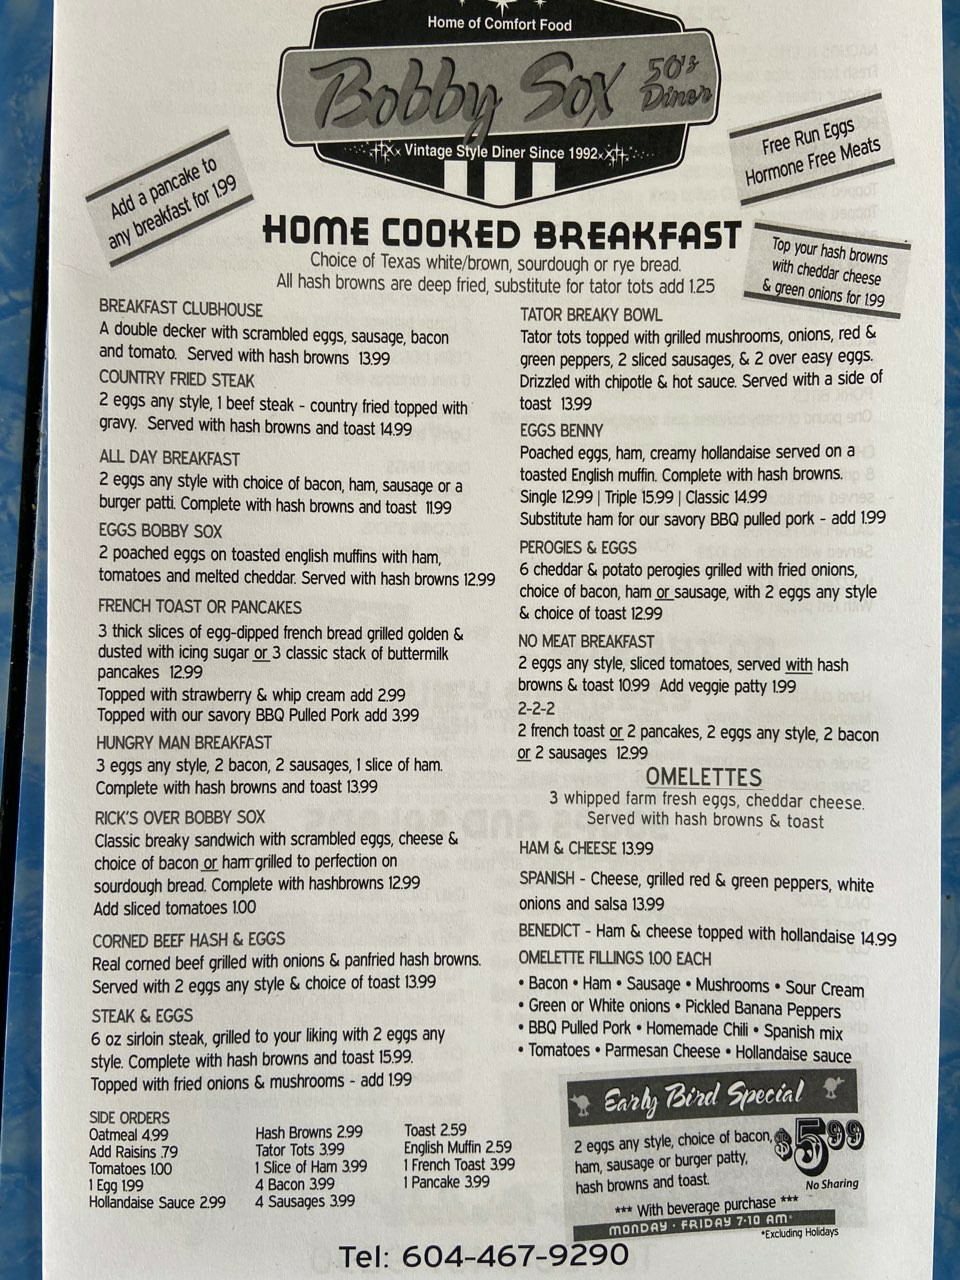 Home of Comfort Food
Bobby Sox 50's Diner
Vintage Style Diner Since 1992
Add a pancake to
any breakfast for 1.99
Free Run Eggs
Hormone Free Meats
HOME COOKED BREAKFAST
Choice of Texas white/brown, sourdough or rye bread.
All hash browns are deep fried, substitute for tator tots add 1.25
Top your hash browns
with cheddar cheese
& green onions for 1.99
BREAKFAST CLUBHOUSE
A double decker with scrambled eggs, sausage, bacon
and tomato. Served with hash browns 13.99
COUNTRY FRIED STEAK
2 eggs any style, 1 beef steak - country fried topped with
gravy. Served with hash browns and toast 14.99
ALL DAY BREAKFAST
2 eggs any style with choice of bacon, ham, sausage or a
burger patti. Complete with hash browns and toast 11.99
EGGS BOBBY SOX
2 poached eggs on toasted english muffins with ham,
tomatoes and melted cheddar. Served with hash browns 12.99
FRENCH TOAST OR PANCAKES
3 thick slices of egg-dipped french bread grilled golden &
dusted with icing sugar or 3 classic stack of buttermilk
pancakes 12.99
Topped with strawberry & whip cream add 2.99
Topped with our savory BBQ Pulled Pork add 3.99
HUNGRY MAN BREAKFAST
3 eggs any style, 2 bacon, 2 sausages, 1 slice of ham.
Complete with hash browns and toast 13.99
RICK'S OVER BOBBY SOX
Classic breaky sandwich with scrambled eggs, cheese &
choice of bacon or ham grilled to perfection on
sourdough bread. Complete with hashbrowns 12.99
Add sliced tomatoes 1.00
CORNED BEEF HASH & EGGS
Real corned beef grilled with onions & panfried hash browns.
Served with 2 eggs any style & choice of toast 13.99
STEAK & EGGS
6 oz sirloin steak, grilled to your liking with 2 eggs any
style. Complete with hash browns and toast 15.99.
Topped with fried onions & mushrooms - add 1.99
SIDE ORDERS
Oatmeal 4.99
Add Raisins .79
Tomatoes 1.00
1 Egg 1.99
Hollandaise Sauce 2.99
Hash Browns 2.99
Tator Tots 3.99
1 Slice of Ham 3.99
4 Bacon 3.99
4 Sausages 3.99
Toast 2.59
English Muffin 2.59
1 French Toast 3.99
1 Pancake 3.99
TATOR BREAKY BOWL
Tator tots topped with grilled mushrooms, onions, red &
green peppers, 2 sliced sausages, & 2 over easy eggs.
Drizzled with chipotle & hot sauce. Served with a side of
toast 13.99
EGGS BENNY
Poached eggs, ham, creamy hollandaise served on a
toasted English muffin. Complete with hash browns.
Single 12.99 | Triple 15.99 | Classic 14.99
Substitute ham for our savory BBQ pulled pork - add 1.99
PEROGIES & EGGS
6 cheddar & potato perogies grilled with fried onions,
choice of bacon, ham or sausage, with 2 eggs any style
& choice of toast 12.99
NO MEAT BREAKFAST
2 eggs any style, sliced tomatoes, served with hash
browns & toast 10.99 Add veggie patty 1.99
2-2-2
2 french toast or 2 pancakes, 2 eggs any style, 2 bacon
or 2 sausages 12.99
OMELETTES
3 whipped farm fresh eggs, cheddar cheese.
Served with hash browns & toast
HAM & CHEESE 13.99
SPANISH - Cheese, grilled red & green peppers, white
onions and salsa 13.99
BENEDICT - Ham & cheese topped with hollandaise 14.99
OMELETTE FILLINGS 1.00 EACH
• Bacon • Ham • Sausage • Mushrooms • Sour Cream
• Green or White onions • Pickled Banana Peppers
• BBQ Pulled Pork • Homemade Chili • Spanish mix
• Tomatoes • Parmesan Cheese • Hollandaise sauce
Early Bird Special
2 eggs any style, choice of bacon,
ham, sausage or burger patty,
hash browns and toast.
$5.99
No Sharing
*** With beverage purchase ***
MONDAY - FRIDAY 7-10 AM*
*Excluding Holidays
Tel: 604-467-9290